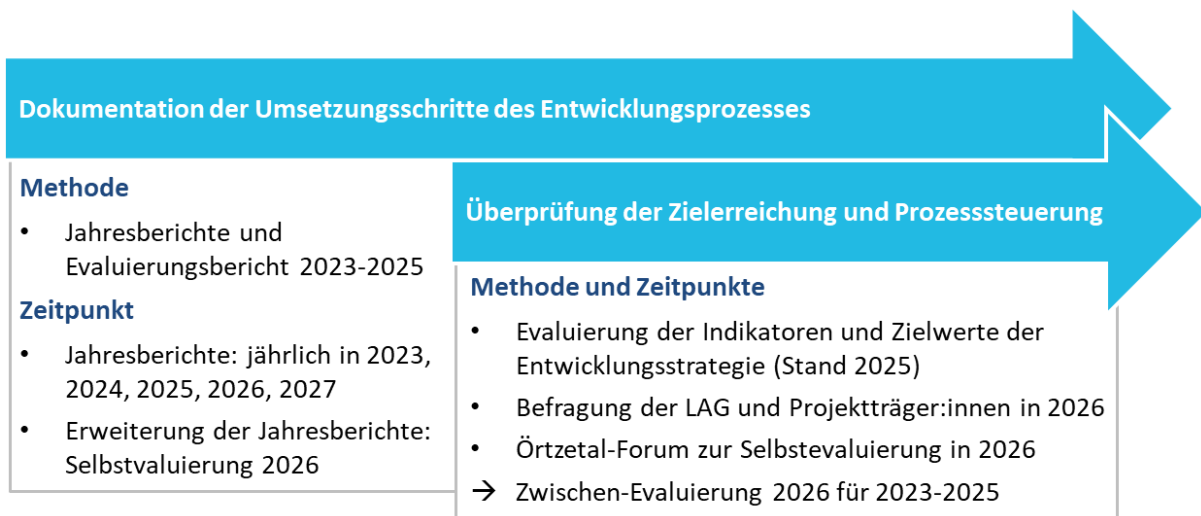 Dokumentation der Umsetzungsschritte des Entwicklungsprozesses
Methode
• Jahresberichte und
Evaluierungsbericht 2023-2025
Zeitpunkt
• Jahresberichte: jährlich in 2023,
2024, 2025, 2026, 2027
• Erweiterung der Jahresberichte:
Selbstvaluierung 2026
Überprüfung der Zielerreichung und Prozesssteuerung
Methode und Zeitpunkte
• Evaluierung der Indikatoren und Zielwerte der
Entwicklungsstrategie (Stand 2025)
• Befragung der LAG und Projektträger:innen in 2026
• Örtzetal-Forum zur Selbstevaluierung in 2026
→ Zwischen-Evaluierung 2026 für 2023-2025